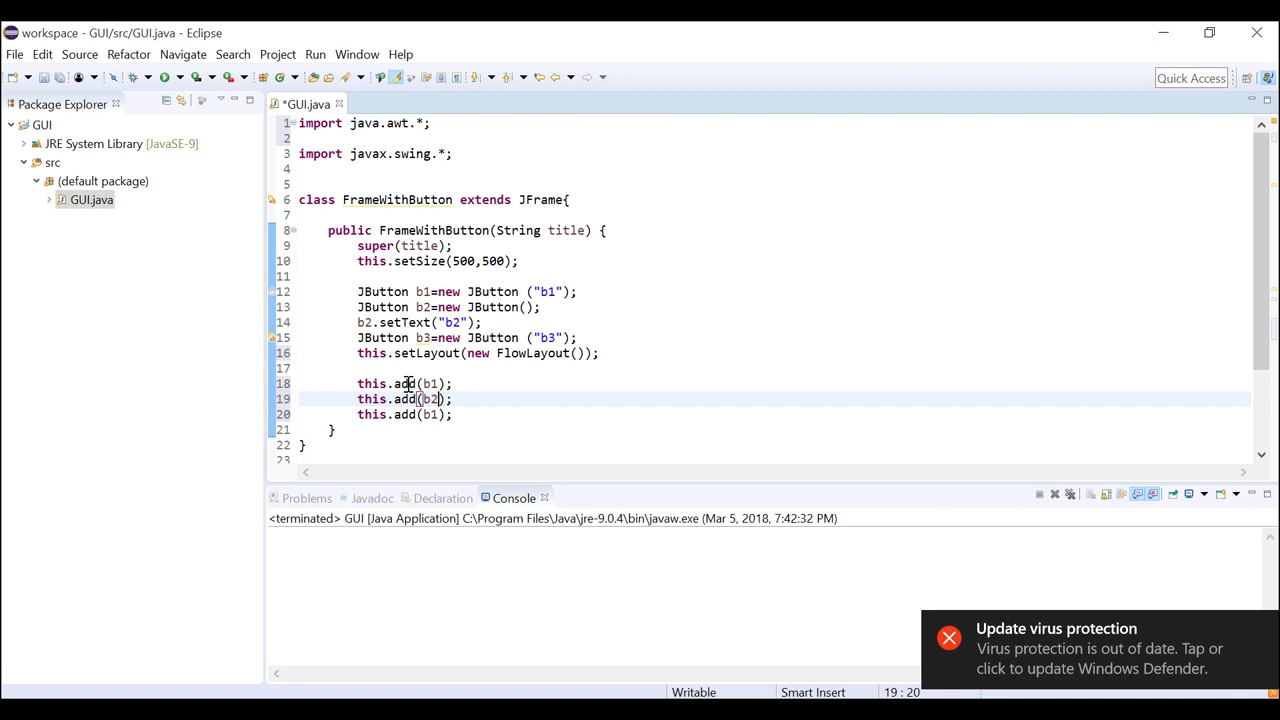 workspace - GUI/src/GUI.java - Eclipse
File Edit Source Refactor Navigate Search Project Run Window Help
Quick Access
Package Explorer
*GUI.java
GUI
JRE System Library [JavaSE-9]
src
(default package)
GUI.java
1 import java.awt.*;
2
3 import javax.swing.*;
4
5
6 class FrameWithButton extends JFrame{
7
8 public FrameWithButton(String title) {
9 super(title);
10 this.setSize(500,500);
11
12 JButton b1=new JButton ("b1");
13 JButton b2=new JButton();
14 b2.setText("b2");
15 JButton b3=new JButton ("b3");
16 this.setLayout(new FlowLayout());
17
18 this.add(b1);
19 this.add(b2);
20 this.add(b1);
21 }
22 }
23
Problems Javadoc Declaration Console
<terminated> GUI [Java Application] C:\Program Files\Java\jre-9.0.4\bin\javaw.exe (Mar 5, 2018, 7:42:32 PM)
Update virus protection
Virus protection is out of date. Tap or
click to update Windows Defender.
Writable Smart Insert 19 : 20